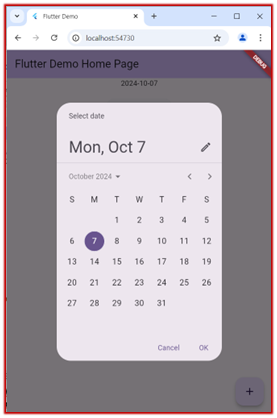 Flutter Demo
localhost:54730
Flutter Demo Home Page
DEBUG
2024-10-07
Select date
Mon, Oct 7
October 2024
S M T W T F S
1 2 3 4 5
6 7 8 9 10 11 12
13 14 15 16 17 18 19
20 21 22 23 24 25 26
27 28 29 30 31
Cancel OK